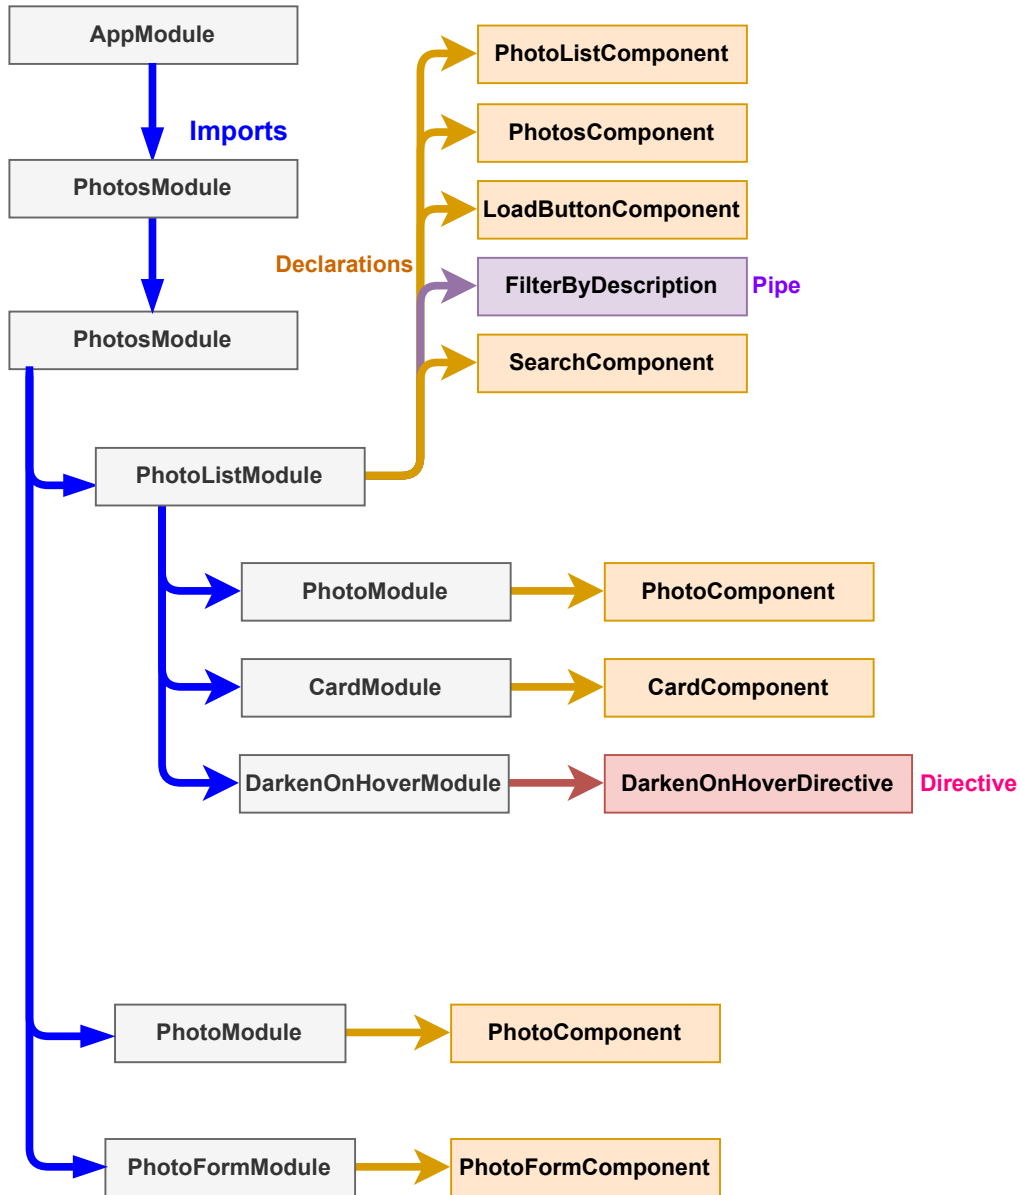 AppModule
Imports
PhotosModule
PhotosModule
PhotoListComponent
PhotosComponent
LoadButtonComponent
Declarations
FilterByDescription
Pipe
SearchComponent
PhotoListModule
PhotoModule
PhotoComponent
CardModule
CardComponent
DarkenOnHoverModule
DarkenOnHoverDirective
Directive
PhotoModule
PhotoComponent
PhotoFormModule
PhotoFormComponent